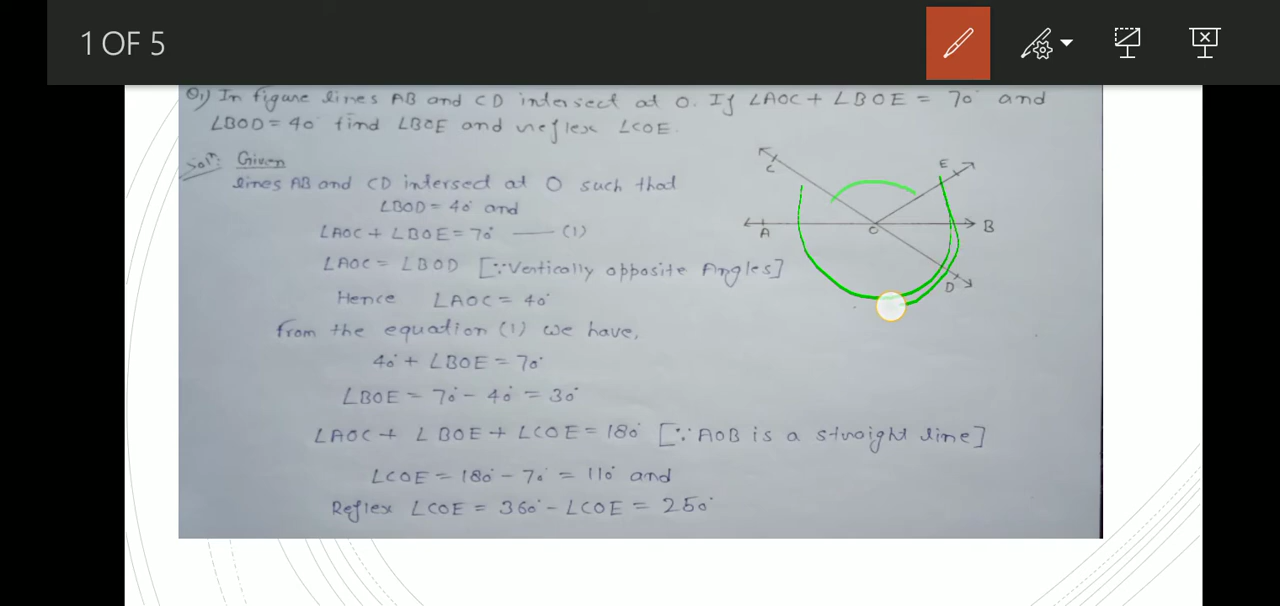 1 OF 5
Q1) In figure lines AB and CD intersect at O. If ∠AOC + ∠BOE = 70° and
∠BOD = 40° find ∠BOE and reflex ∠COE.
Solⁿ: Given
lines AB and CD intersect at O such that
∠BOD = 40° and
∠AOC + ∠BOE = 70° —— (1)
∠AOC = ∠BOD [∵ Vertically opposite Angles]
Hence ∠AOC = 40°
from the equation (1) we have,
40° + ∠BOE = 70°
∠BOE = 70° - 40° = 30°
∠AOC + ∠BOE + ∠COE = 180° [∵ AOB is a straight line]
∠COE = 180° - 70° = 110° and
Reflex ∠COE = 360° - ∠COE = 250°
C
E
A
O
B
D